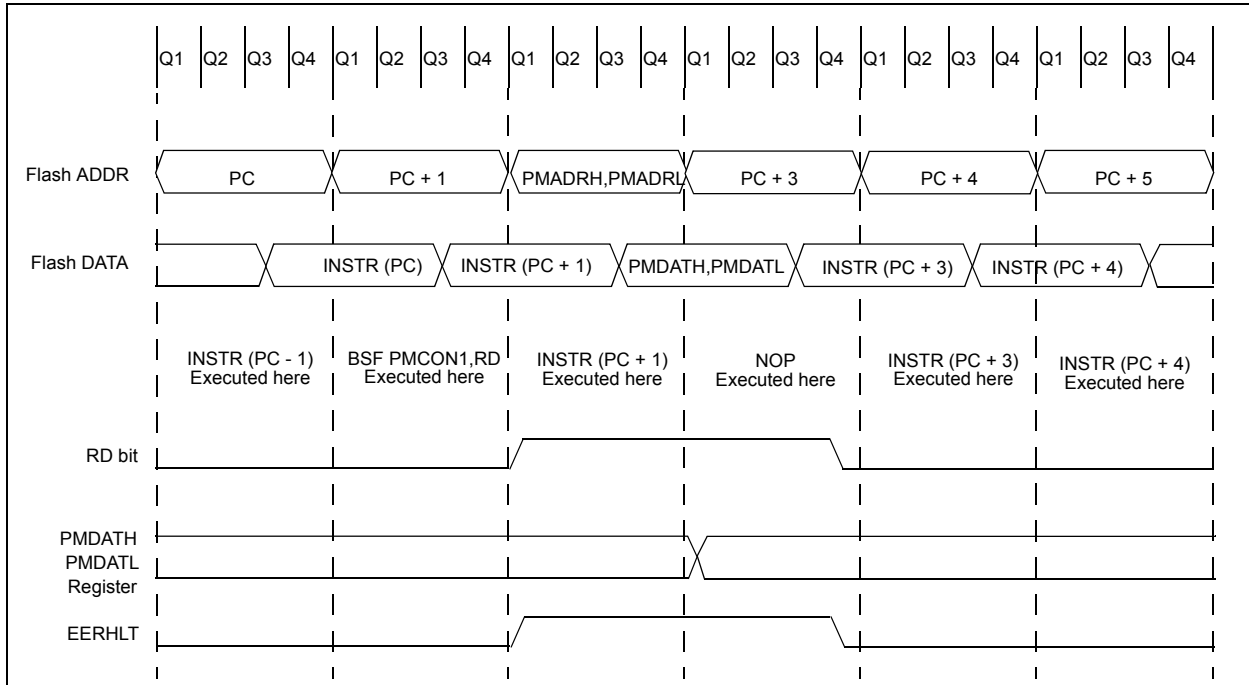 Q1 Q2 Q3 Q4 Q1 Q2 Q3 Q4 Q1 Q2 Q3 Q4 Q1 Q2 Q3 Q4 Q1 Q2 Q3 Q4 Q1 Q2 Q3 Q4
Flash ADDR PC PC + 1 PMADRH,PMADRL PC + 3 PC + 4 PC + 5
Flash DATA INSTR (PC) INSTR (PC + 1) PMDATH,PMDATL INSTR (PC + 3) INSTR (PC + 4)
INSTR (PC - 1) BSF PMCON1,RD INSTR (PC + 1) NOP INSTR (PC + 3) INSTR (PC + 4)
Executed here Executed here Executed here Executed here Executed here Executed here
RD bit
PMDATH
PMDATL
Register
EERHLT